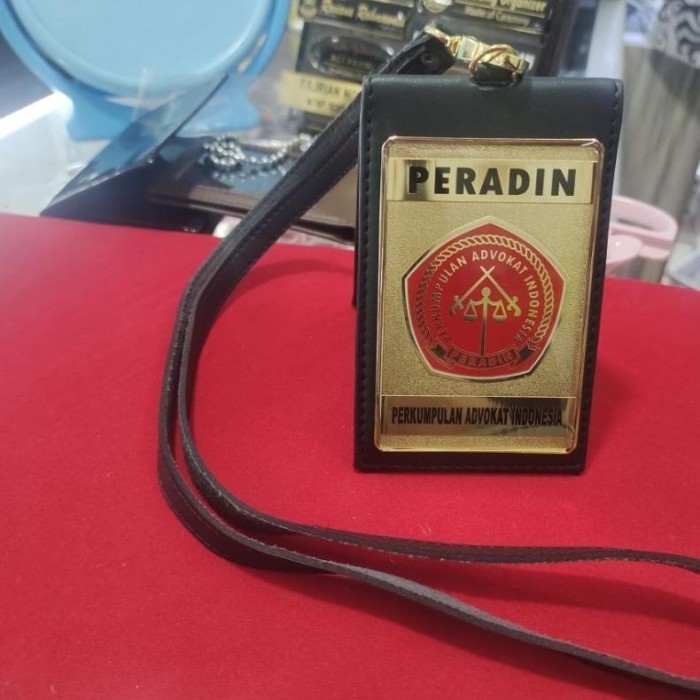 PERADIN
PERKUMPULAN ADVOKAT INDONESIA
PERADIN
PERKUMPULAN ADVOKAT INDONESIA